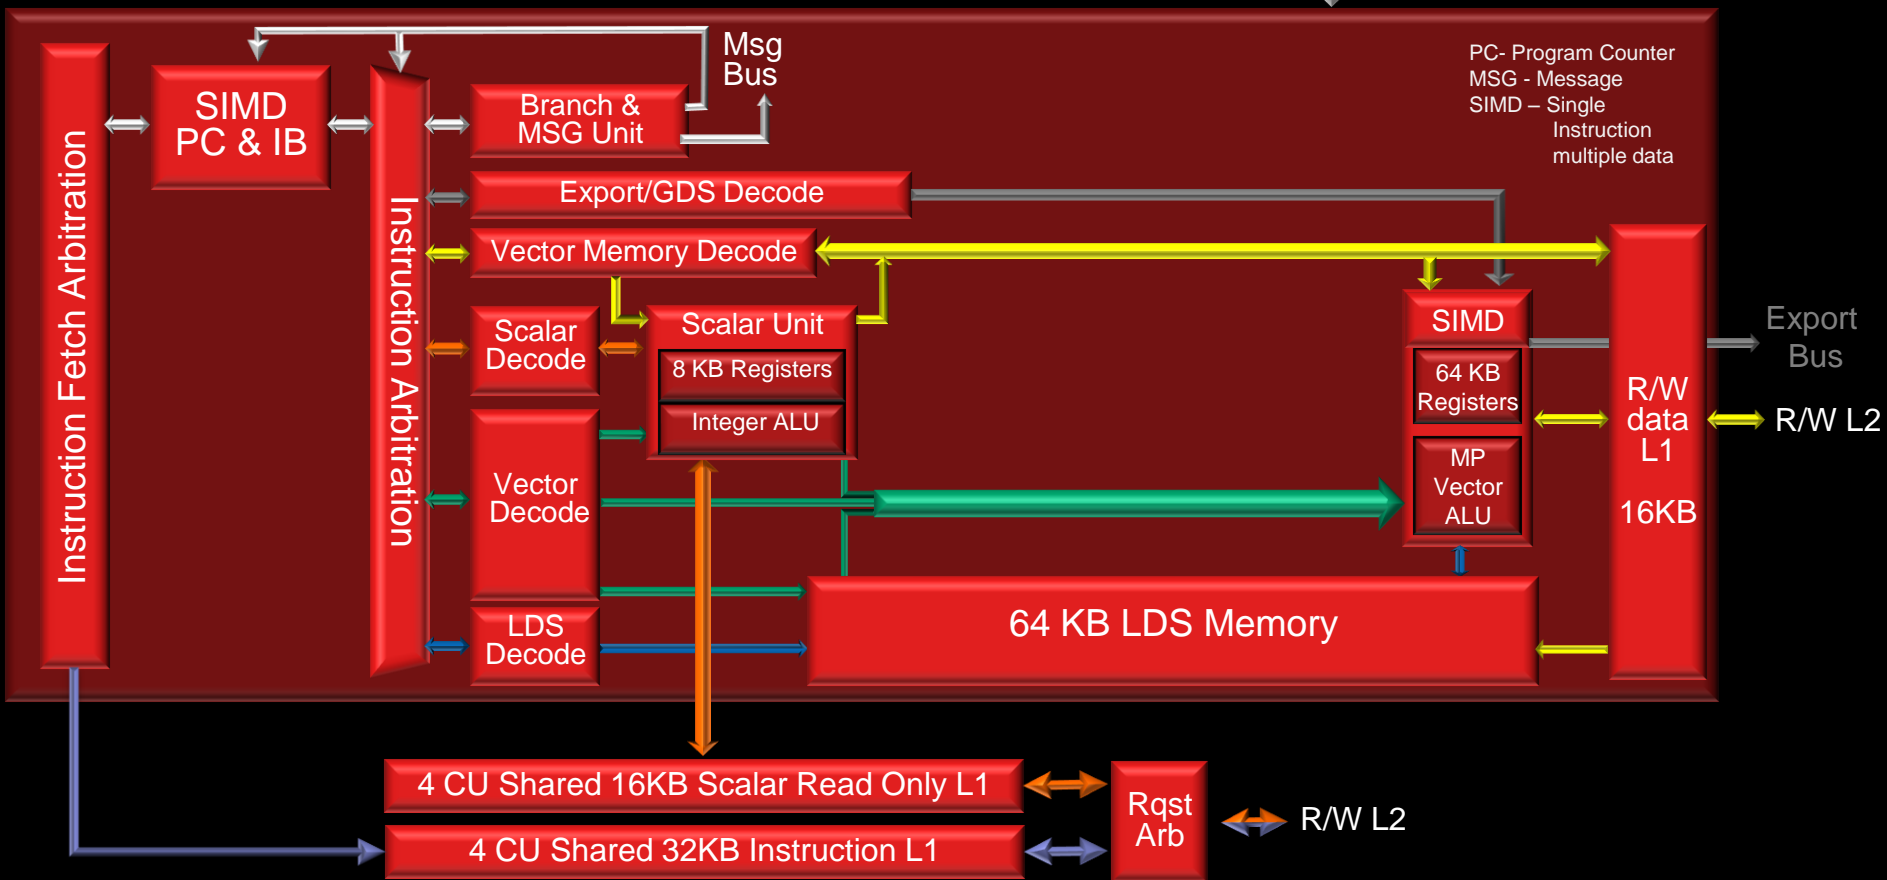 Msg
Bus
PC- Program Counter
MSG - Message
SIMD – Single
Instruction
multiple data
Instruction Fetch Arbitration
SIMD
PC & IB
Instruction Arbitration
Branch &
MSG Unit
Export/GDS Decode
Vector Memory Decode
Scalar
Decode
Scalar Unit
8 KB Registers
Integer ALU
Vector
Decode
LDS
Decode
64 KB LDS Memory
SIMD
64 KB
Registers
MP
Vector
ALU
R/W
data
L1
16KB
Export
Bus
R/W L2
4 CU Shared 16KB Scalar Read Only L1
4 CU Shared 32KB Instruction L1
Rqst
Arb
R/W L2